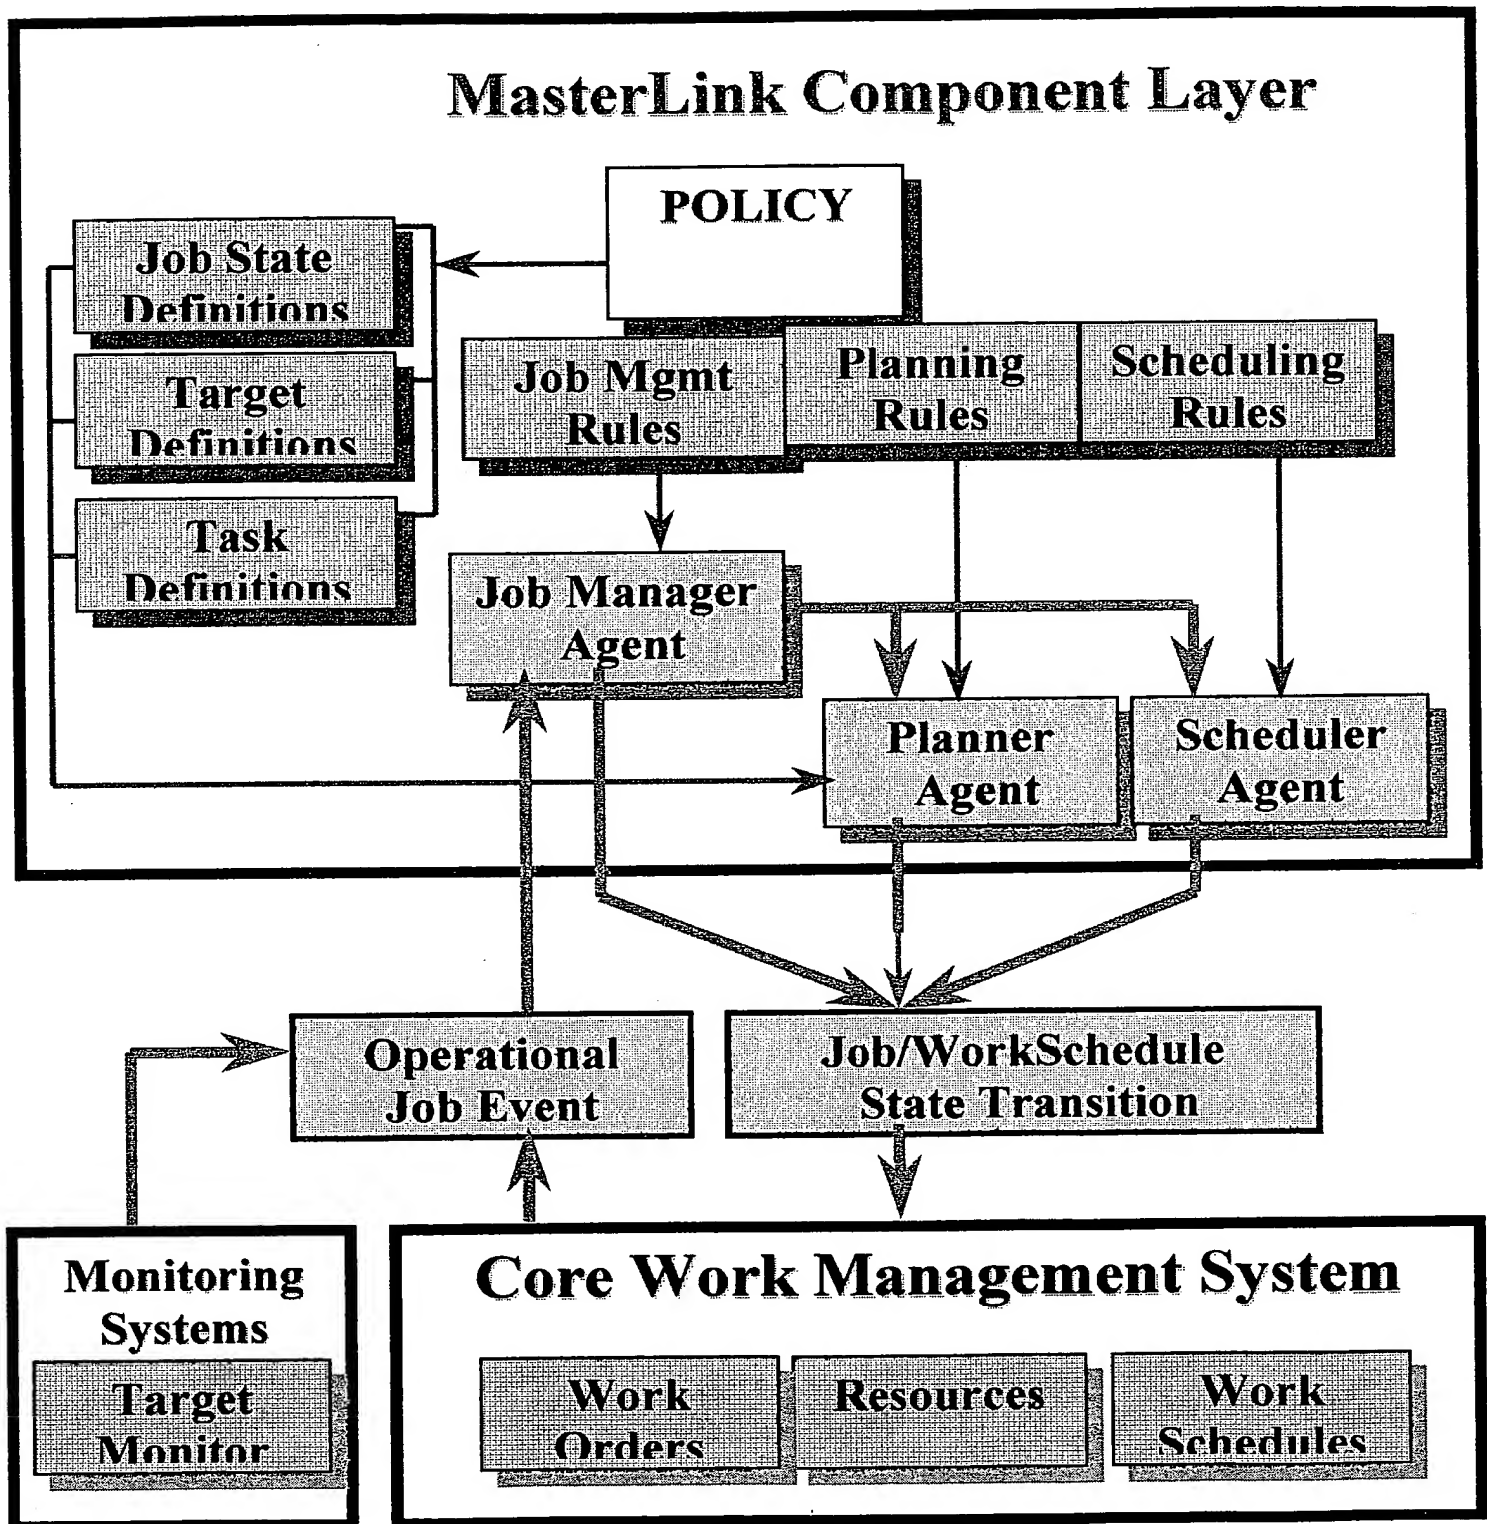 MasterLink Component Layer
POLICY
Job State
Definitions
Target
Definitions
Task
Definitions
Job Mgmt
Rules
Planning
Rules
Scheduling
Rules
Job Manager
Agent
Planner
Agent
Scheduler
Agent
Operational
Job Event
Job/WorkSchedule
State Transition
Monitoring
Systems
Target
Monitor
Core Work Management System
Work
Orders
Resources
Work
Schedules